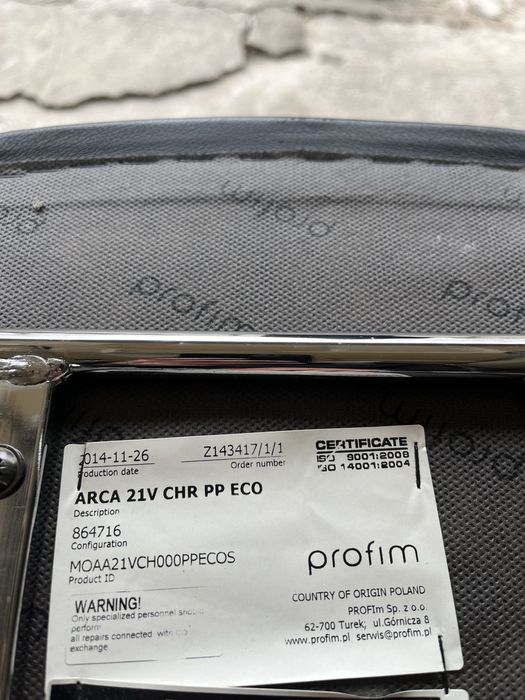 profim
profim
profim
2014-11-26
Production date
Z143417/1/1
Order number
CERTIFICATE
ISO 9001:2008
ISO 14001:2004
ARCA 21V CHR PP ECO
Description
864716
Configuration
MOAA21VCH000PPECOS
Product ID
profim
WARNING!
Only specialized personnel should
perform
all repairs connected with
exchange
COUNTRY OF ORIGIN POLAND
PROFIm Sp. z o.o.
62-700 Turek; ul.Górnicza 8
www.profim.pl serwis@profim.pl